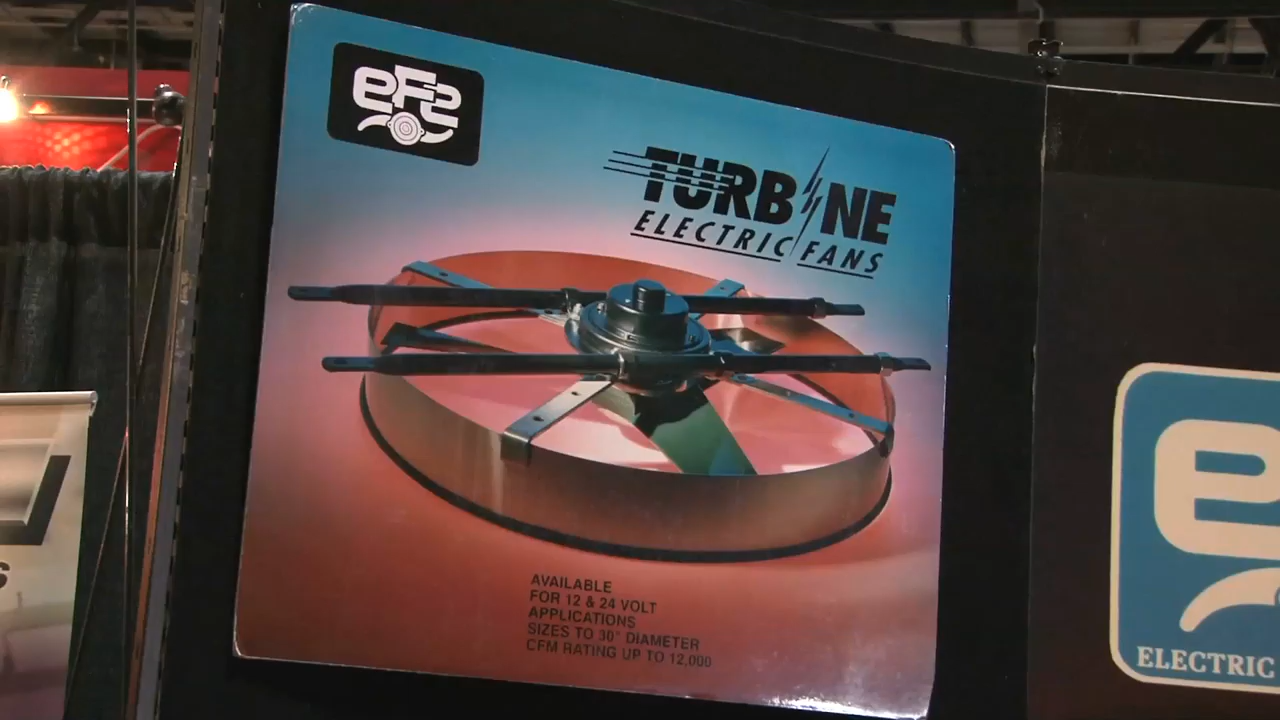 eFe
TURBINE
ELECTRIC FANS
AVAILABLE
FOR 12 & 24 VOLT
APPLICATIONS
SIZES TO 30" DIAMETER
CFM RATING UP TO 12,000
e
ELECTRIC
S